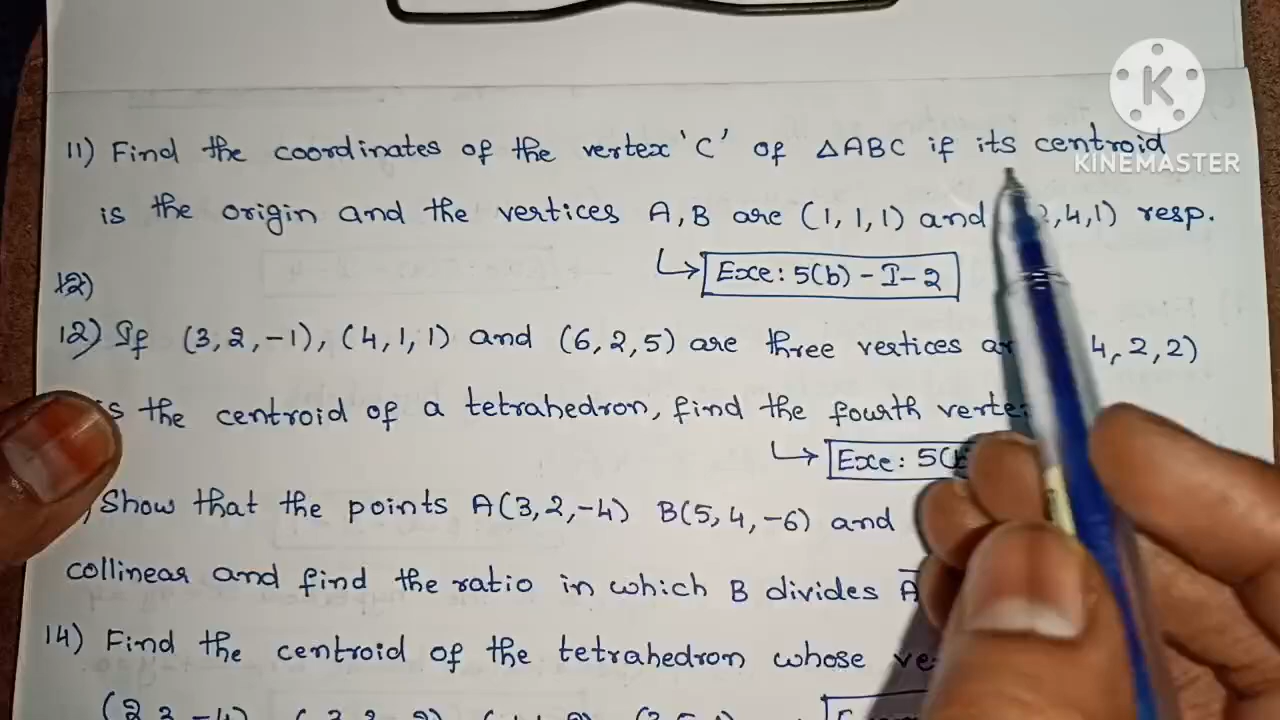 11) Find the coordinates of the vertex 'C' of △ABC if its centroid
KINEMASTER
is the origin and the vertices A, B are (1, 1, 1) and ,4,1) resp.
↳ Exe: 5(b) - I - 2
12)
12) If (3, 2, -1), (4, 1, 1) and (6, 2, 5) are three vertices 4, 2, 2)
the centroid of a tetrahedron, find the fourth
↳ Exe: 5(
Show that the points A(3, 2, -4) B(5, 4, -6) and
collinear and find the ratio in which B divides A
14) Find the centroid of the tetrahedron whose